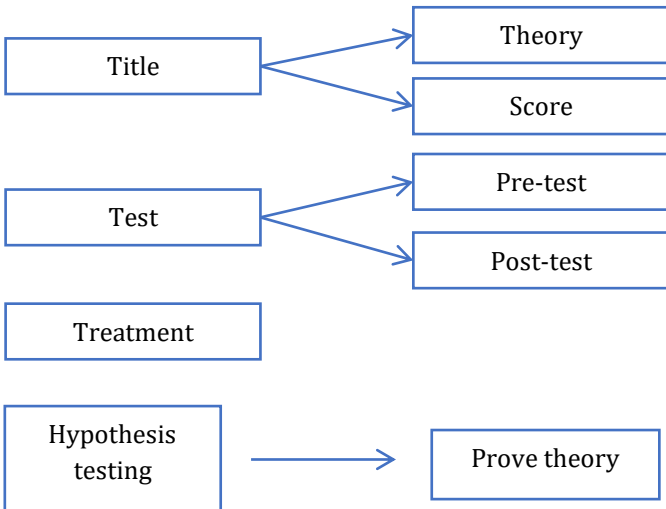 Theory
Title
Score
Pre-test
Test
Post-test
Treatment
Hypothesis
testing
Prove theory